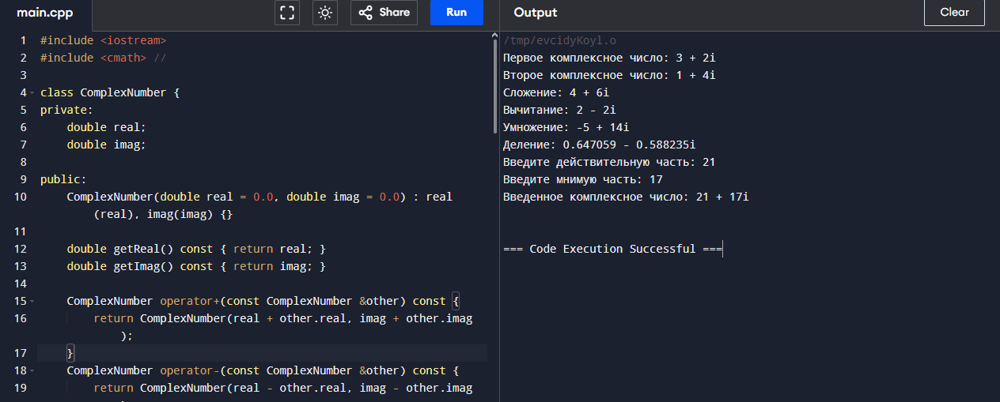 main.cpp
Share
Run
Output
Clear
1 #include <iostream>
2 #include <cmath> //
3
4 class ComplexNumber {
5 private:
6 double real;
7 double imag;
8
9 public:
10 ComplexNumber(double real = 0.0, double imag = 0.0) : real
(real), imag(imag) {}
11
12 double getReal() const { return real; }
13 double getImag() const { return imag; }
14
15 ComplexNumber operator+(const ComplexNumber &other) const {
16 return ComplexNumber(real + other.real, imag + other.imag
);
17 }
18 ComplexNumber operator-(const ComplexNumber &other) const {
19 return ComplexNumber(real - other.real, imag - other.imag
/tmp/evcidyKoyl.o
Первое комплексное число: 3 + 2i
Второе комплексное число: 1 + 4i
Сложение: 4 + 6i
Вычитание: 2 - 2i
Умножение: -5 + 14i
Деление: 0.647059 - 0.588235i
Введите действительную часть: 21
Введите мнимую часть: 17
Введенное комплексное число: 21 + 17i
=== Code Execution Successful ===